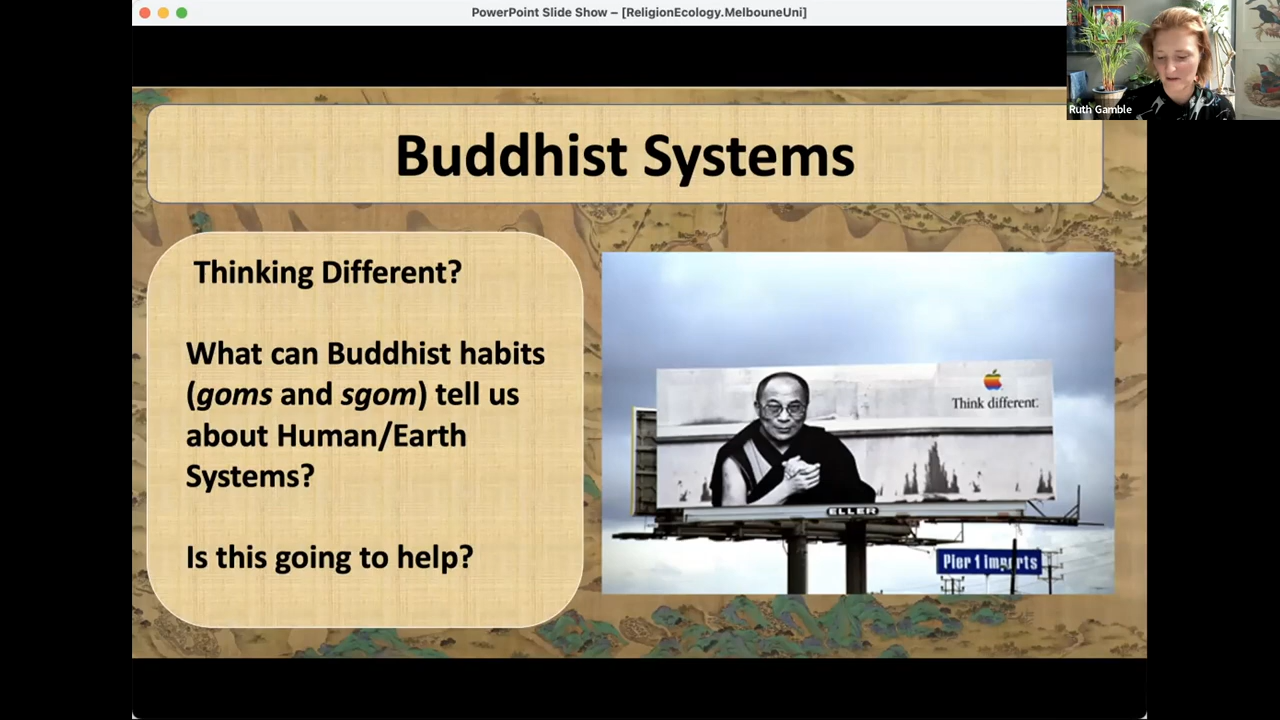 PowerPoint Slide Show – [ReligionEcology.MelbouneUni]
Ruth Gamble
Buddhist Systems
Thinking Different?
What can Buddhist habits
(goms and sgom) tell us
about Human/Earth
Systems?
Is this going to help?
Think different.
ELLER
Pier 1 imports